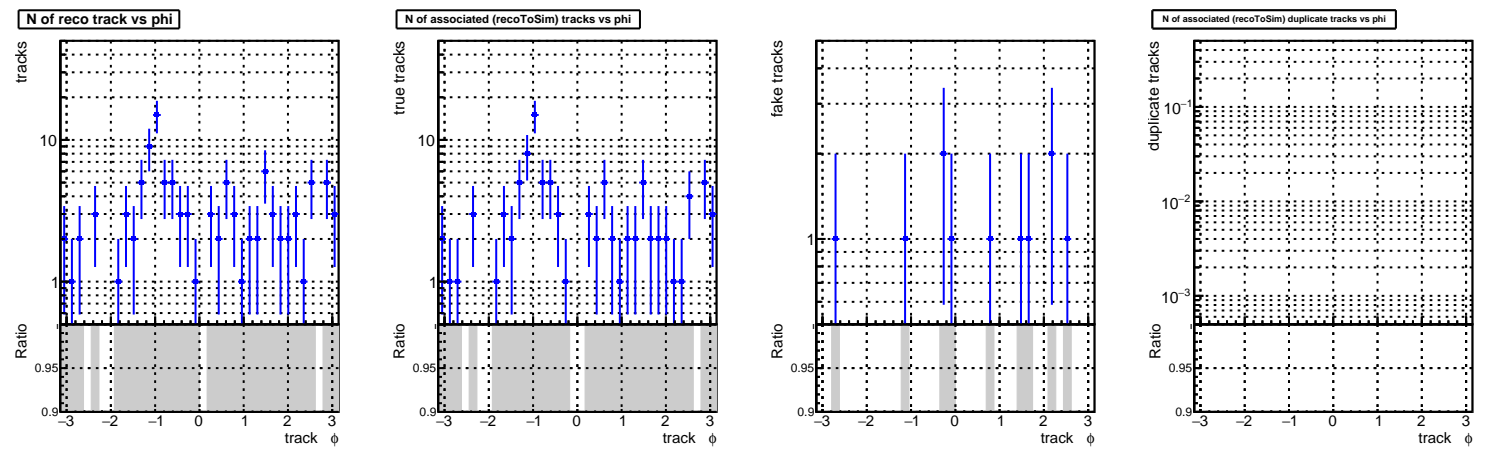 N of reco track vs phi
tracks
10
1
Ratio
0.95
0.9
−3 −2 −1 0 1 2 3
track ϕ
N of associated (recoToSim) tracks vs phi
true tracks
10
1
Ratio
0.95
0.9
−3 −2 −1 0 1 2 3
track ϕ
fake tracks
1
Ratio
0.95
0.9
−3 −2 −1 0 1 2 3
track ϕ
N of associated (recoToSim) duplicate tracks vs phi
duplicate tracks
10⁻¹
10⁻²
10⁻³
Ratio
0.95
0.9
−3 −2 −1 0 1 2 3
track ϕ